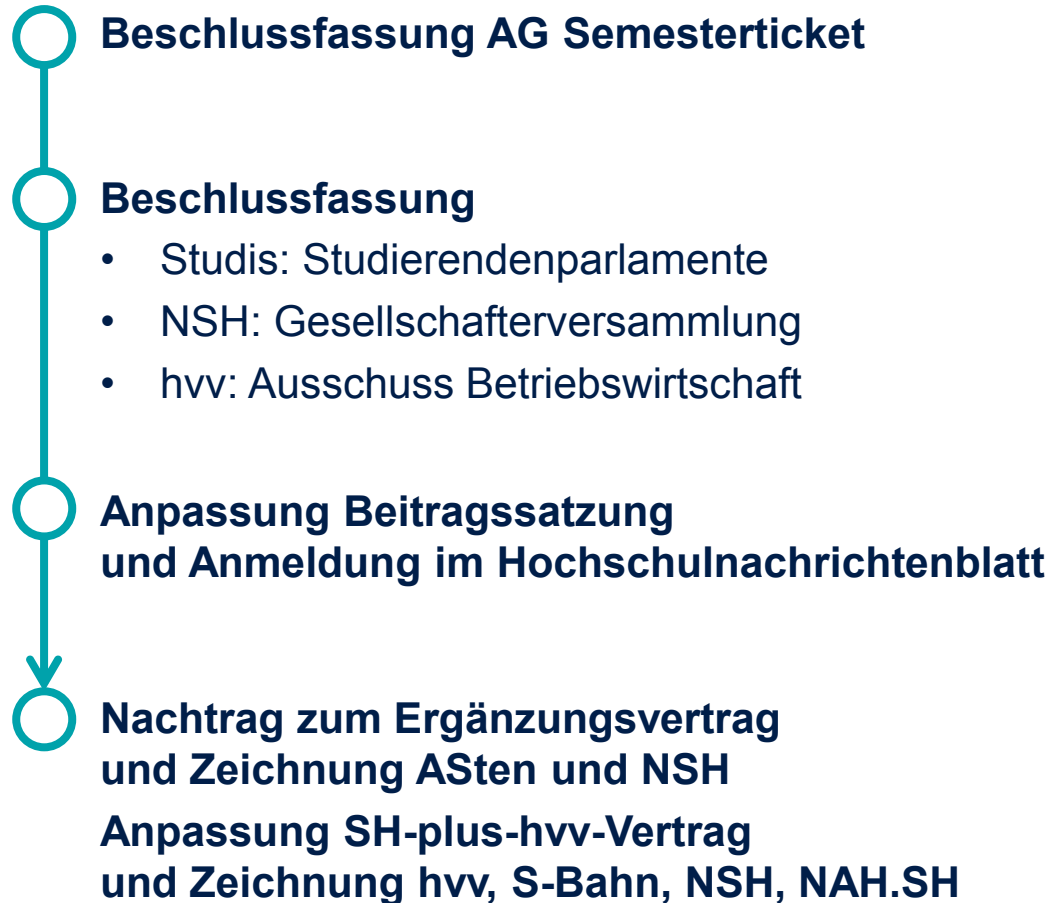 Beschlussfassung AG Semesterticket
Beschlussfassung
• Studis: Studierendenparlamente
• NSH: Gesellschafterversammlung
• hvv: Ausschuss Betriebswirtschaft
Anpassung Beitragssatzung
und Anmeldung im Hochschulnachrichtenblatt
Nachtrag zum Ergänzungsvertrag
und Zeichnung ASten und NSH
Anpassung SH-plus-hvv-Vertrag
und Zeichnung hvv, S-Bahn, NSH, NAH.SH